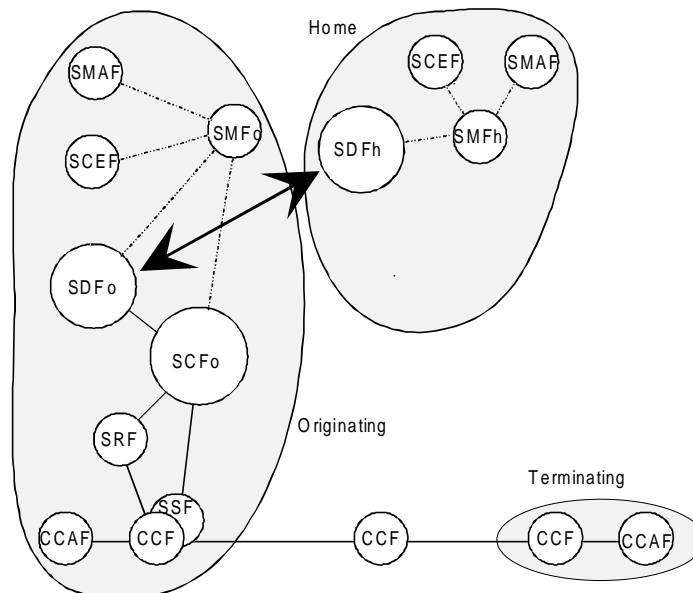 Home
SMAF
SCEF
SMAF
SMFo
SMFh
SCEF
SDFh
SDFo
SCFo
Originating
SRF
SSF
Terminating
CCAF
CCF
CCF
CCF
CCAF